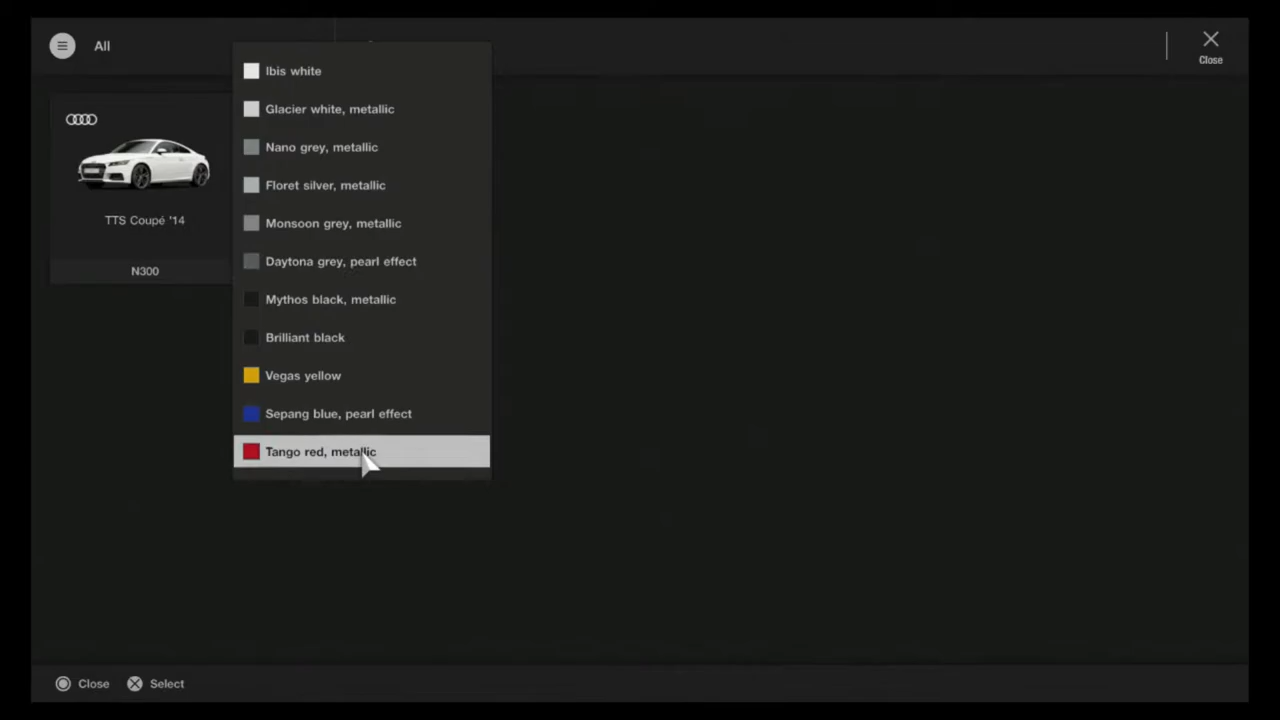 All
Close
TTS Coupé '14
N300
Ibis white
Glacier white, metallic
Nano grey, metallic
Floret silver, metallic
Monsoon grey, metallic
Daytona grey, pearl effect
Mythos black, metallic
Brilliant black
Vegas yellow
Sepang blue, pearl effect
Tango red, metallic
Close
Select